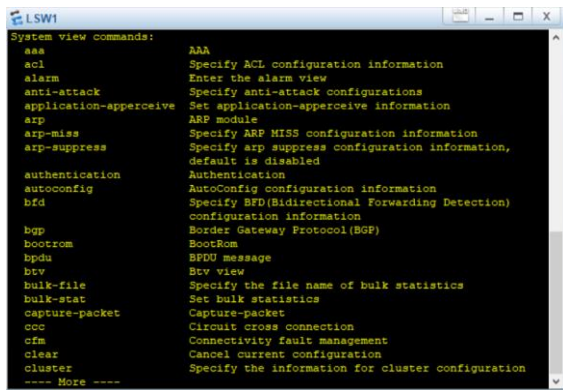 LSW1
System view commands:
aaa AAA
acl Specify ACL configuration information
alarm Enter the alarm view
anti-attack Specify anti-attack configurations
application-apperceive Set application-apperceive information
arp ARP module
arp-miss Specify ARP MISS configuration information
arp-suppress Specify arp suppress configuration information,
default is disabled
authentication Authentication
autoconfig AutoConfig configuration information
bfd Specify BFD(Bidirectional Forwarding Detection)
configuration information
bgp Border Gateway Protocol(BGP)
bootrom BootRom
bpdu BPDU message
btv Btv view
bulk-file Specify the file name of bulk statistics
bulk-stat Set bulk statistics
capture-packet Capture-packet
ccc Circuit cross connection
cfm Connectivity fault management
clear Cancel current configuration
cluster Specify the information for cluster configuration
---- More ----